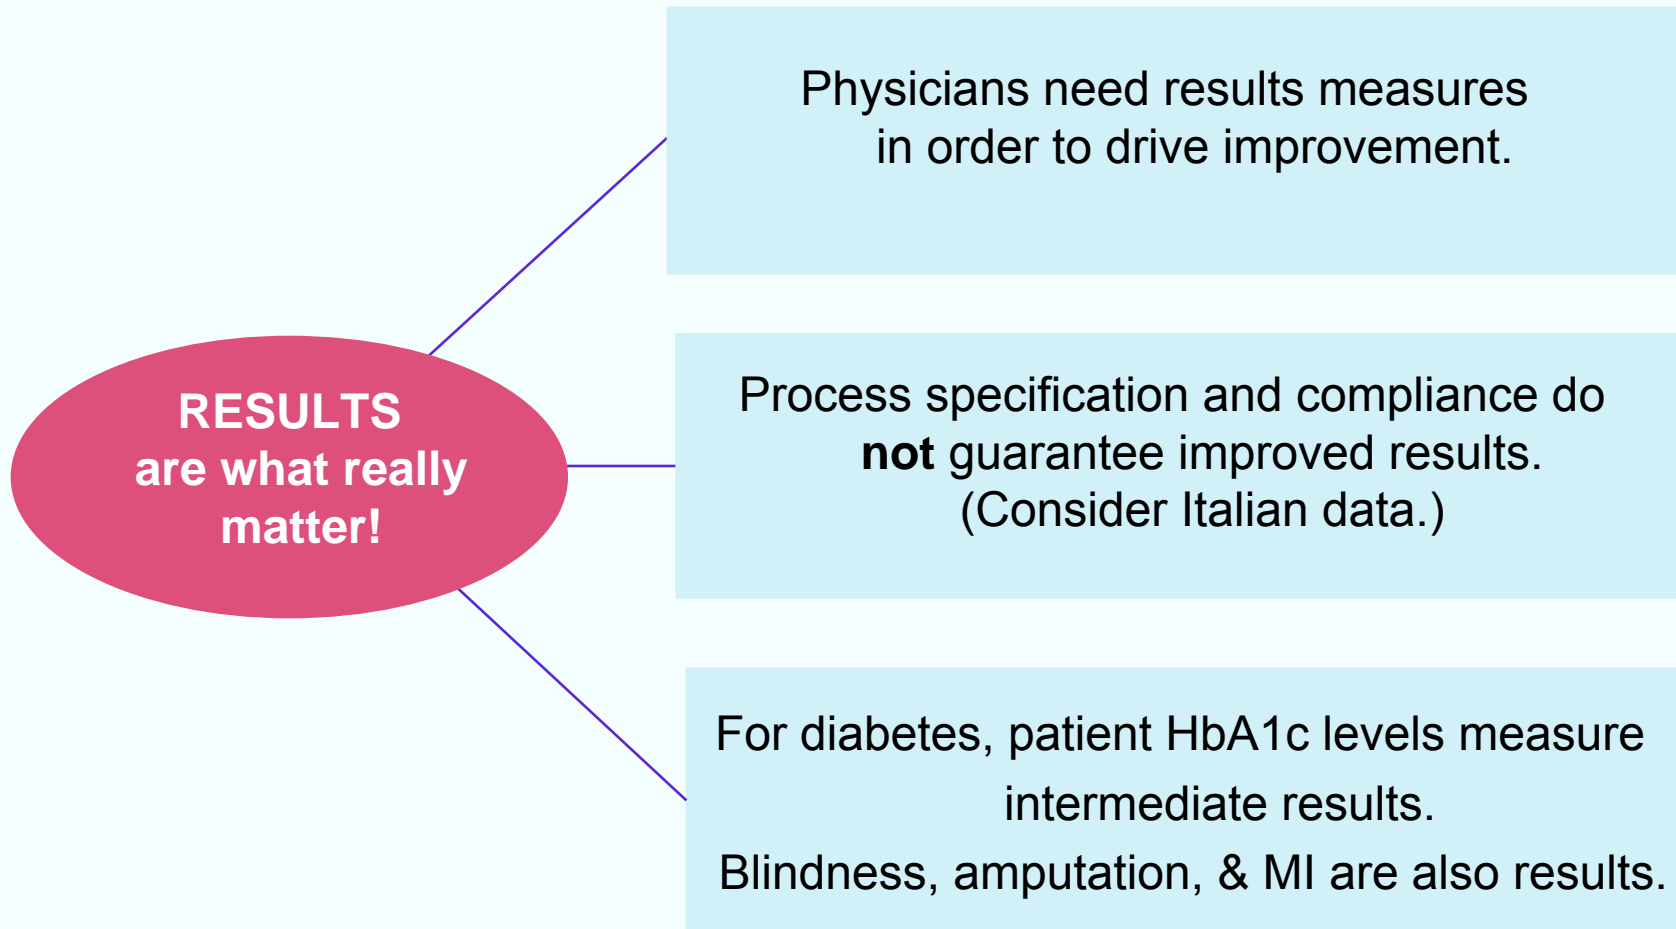 RESULTS
are what really
matter!
Physicians need results measures
in order to drive improvement.
Process specification and compliance do
not guarantee improved results.
(Consider Italian data.)
For diabetes, patient HbA1c levels measure
intermediate results.
Blindness, amputation, & MI are also results.